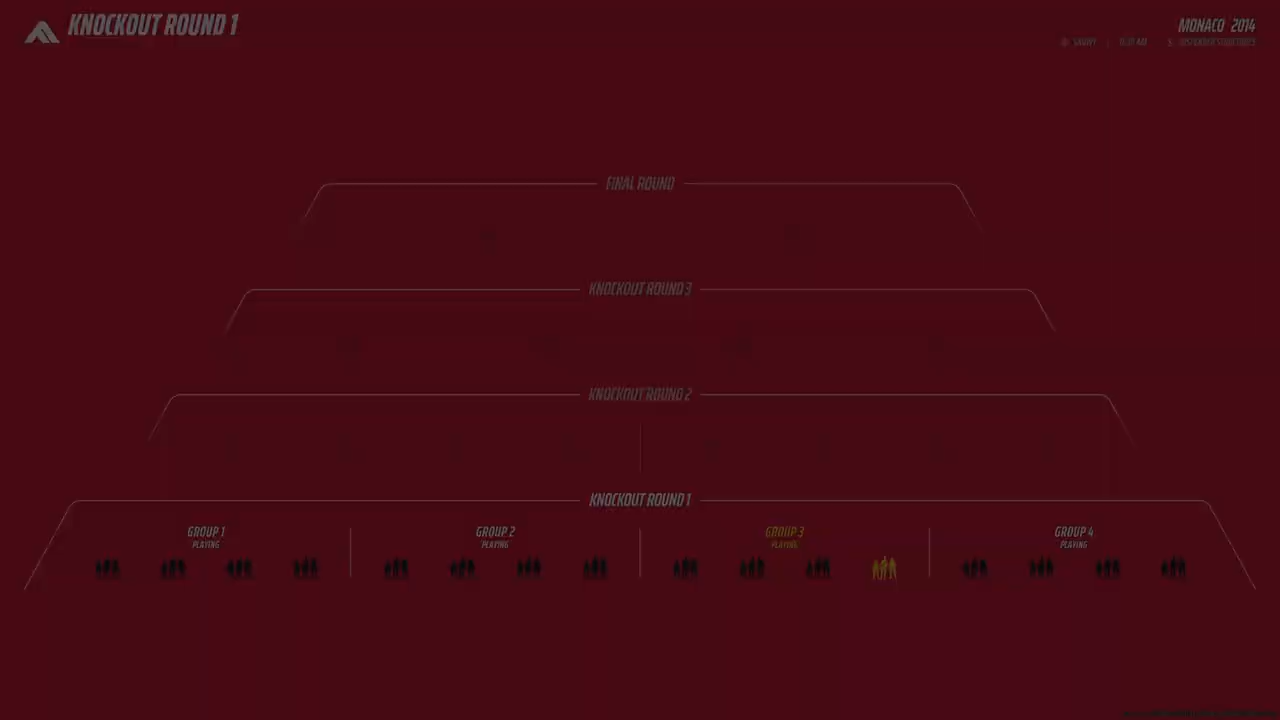 KNOCKOUT ROUND 1
MONACO 2014
FINAL ROUND
KNOCKOUT ROUND 3
KNOCKOUT ROUND 2
KNOCKOUT ROUND 1
GROUP 1
PLAYING
GROUP 2
PLAYING
GROUP 3
PLAYING
GROUP 4
PLAYING